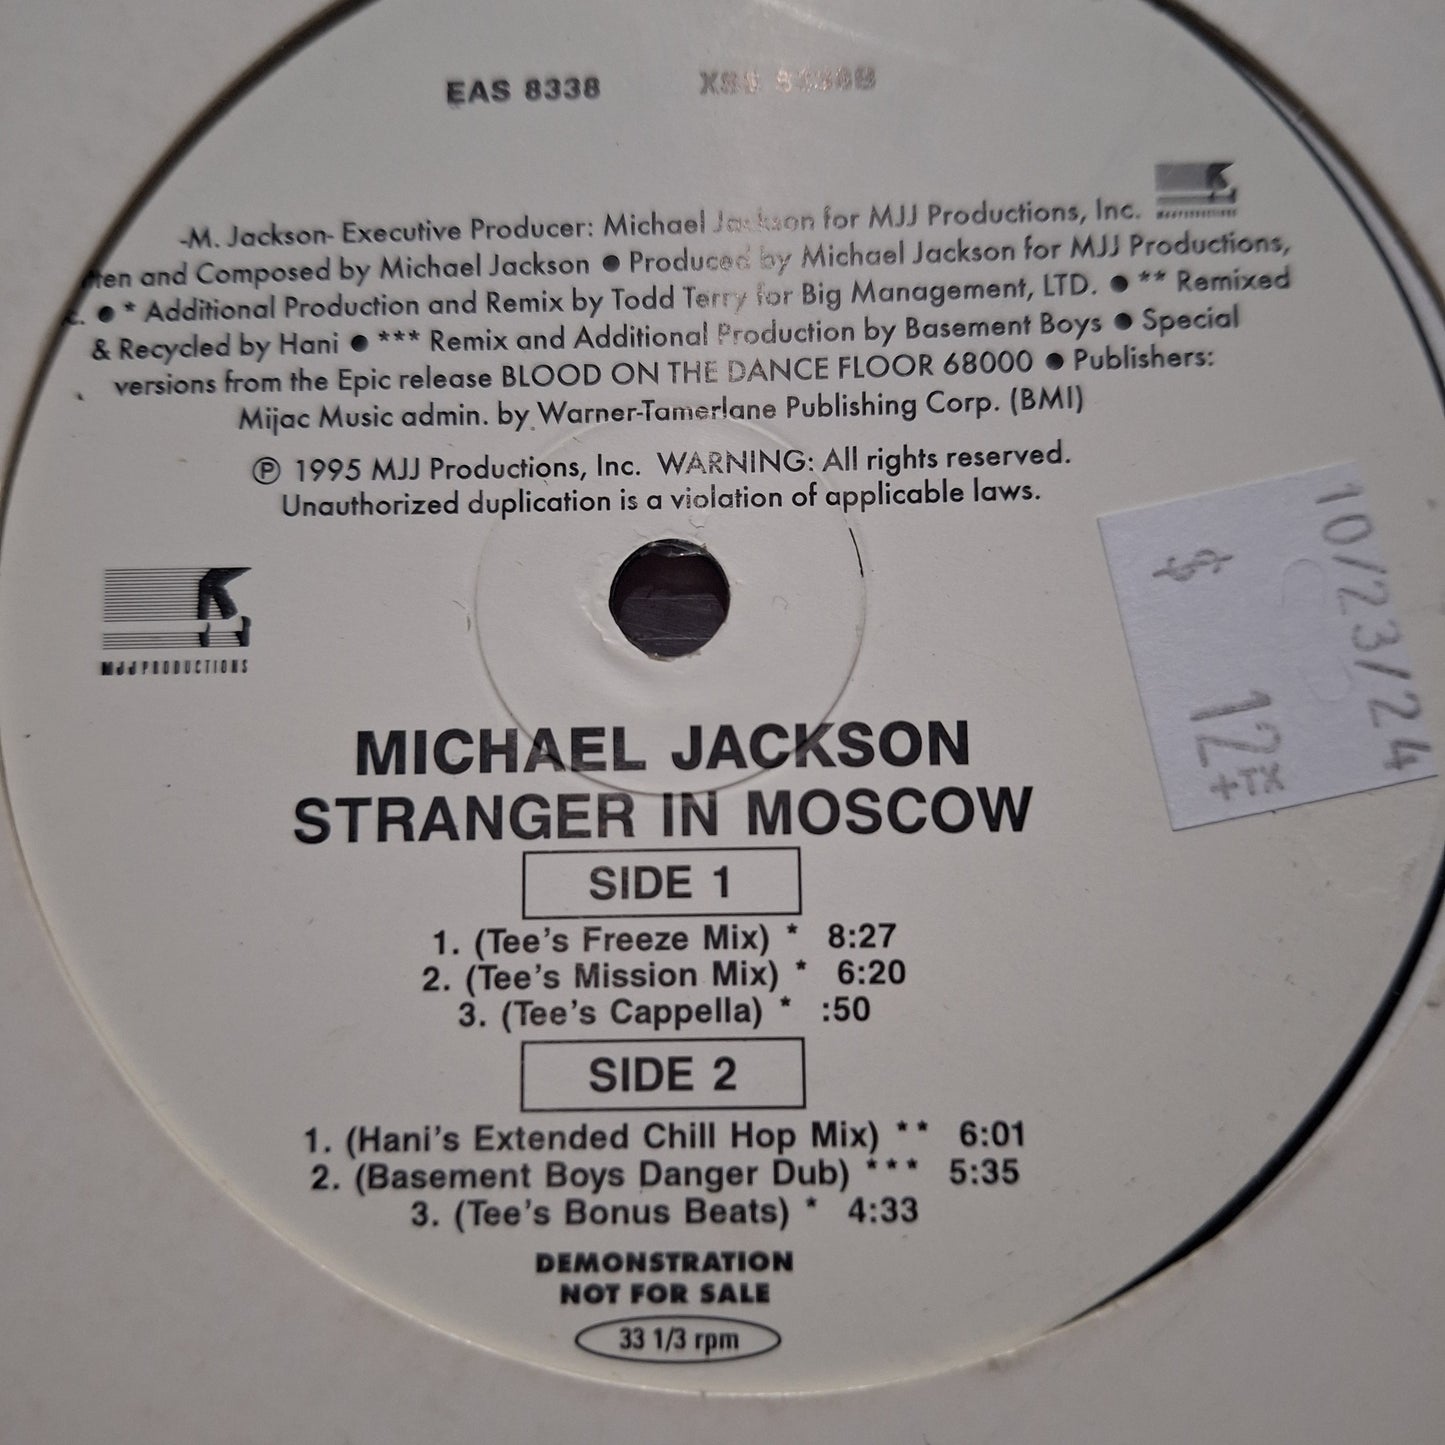 EAS 8338
-M. Jackson- Executive Producer: Michael Jackson for MJJ Productions, Inc.
and Composed by Michael Jackson ● Produced by Michael Jackson for MJJ Productions,
● * Additional Production and Remix by Todd Terry for Big Management, LTD. ● ** Remixed
& Recycled by Hani ● *** Remix and Additional Production by Basement Boys ● Special
versions from the Epic release BLOOD ON THE DANCE FLOOR 68000 ● Publishers:
Mijac Music admin. by Warner-Tamerlane Publishing Corp. (BMI)
℗ 1995 MJJ Productions, Inc. WARNING: All rights reserved.
Unauthorized duplication is a violation of applicable laws.
MJJ PRODUCTIONS
10/23/24
$
12
+TX
MICHAEL JACKSON
STRANGER IN MOSCOW
SIDE 1
1. (Tee's Freeze Mix) * 8:27
2. (Tee's Mission Mix) * 6:20
3. (Tee's Cappella) * :50
SIDE 2
1. (Hani's Extended Chill Hop Mix) ** 6:01
2. (Basement Boys Danger Dub) *** 5:35
3. (Tee's Bonus Beats) * 4:33
DEMONSTRATION
NOT FOR SALE
33 1/3 rpm